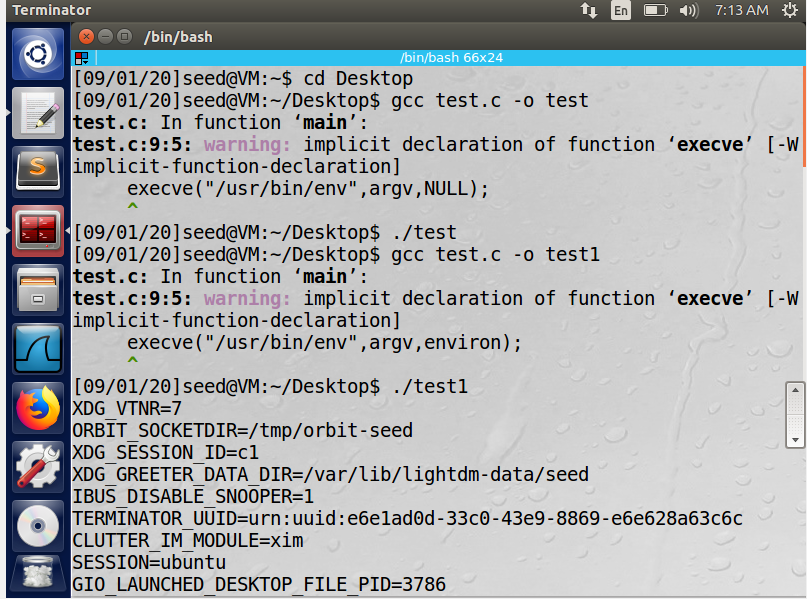 Terminator
En
7:13 AM
/bin/bash
/bin/bash 66x24
[09/01/20]seed@VM:~$ cd Desktop
[09/01/20]seed@VM:~/Desktop$ gcc test.c -o test
test.c: In function ‘main’:
test.c:9:5: warning: implicit declaration of function ‘execve’ [-W
implicit-function-declaration]
     execve("/usr/bin/env",argv,NULL);
     ^
[09/01/20]seed@VM:~/Desktop$ ./test
[09/01/20]seed@VM:~/Desktop$ gcc test.c -o test1
test.c: In function ‘main’:
test.c:9:5: warning: implicit declaration of function ‘execve’ [-W
implicit-function-declaration]
     execve("/usr/bin/env",argv,environ);
     ^
[09/01/20]seed@VM:~/Desktop$ ./test1
XDG_VTNR=7
ORBIT_SOCKETDIR=/tmp/orbit-seed
XDG_SESSION_ID=c1
XDG_GREETER_DATA_DIR=/var/lib/lightdm-data/seed
IBUS_DISABLE_SNOOPER=1
TERMINATOR_UUID=urn:uuid:e6e1ad0d-33c0-43e9-8869-e6e628a63c6c
CLUTTER_IM_MODULE=xim
SESSION=ubuntu
GIO_LAUNCHED_DESKTOP_FILE_PID=3786